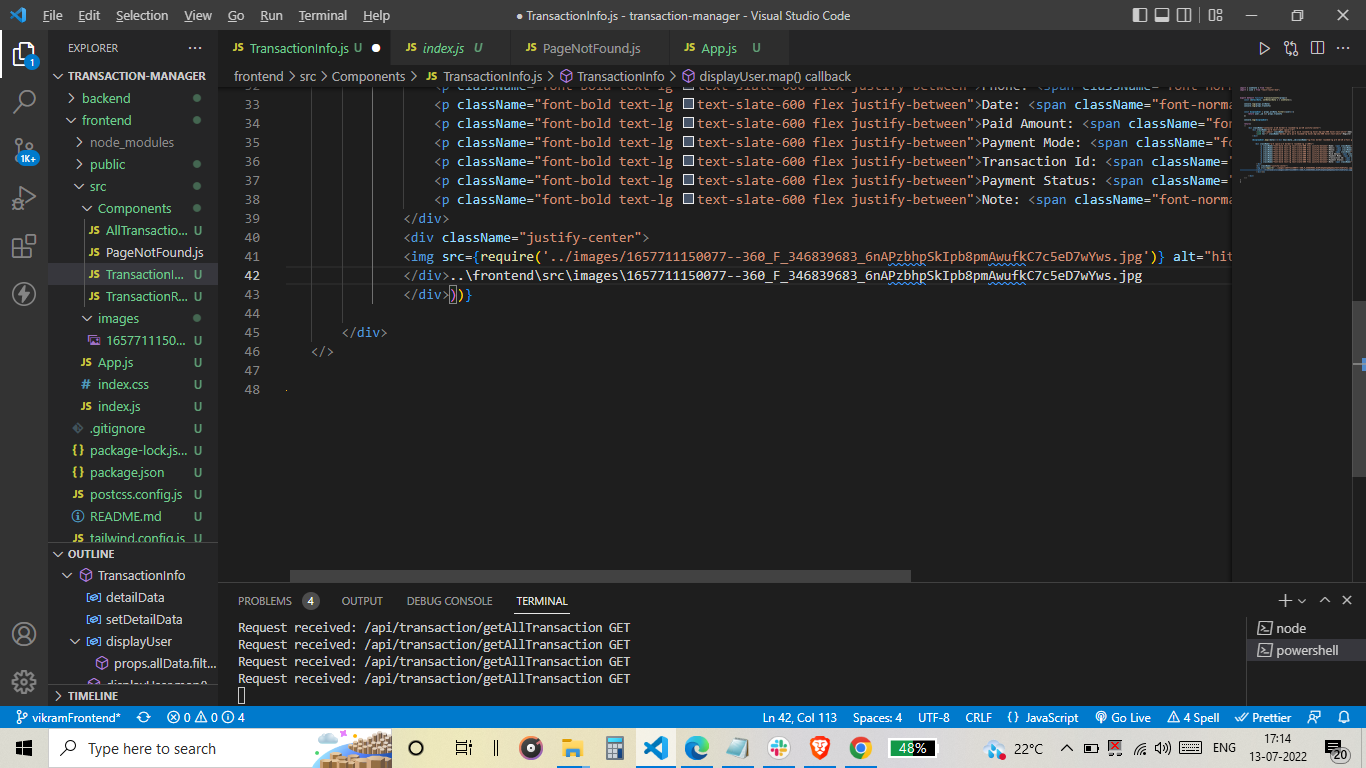 File Edit Selection View Go Run Terminal Help
● TransactionInfo.js - transaction-manager - Visual Studio Code
EXPLORER
TRANSACTION-MANAGER
backend
frontend
node_modules
public
src
Components
AllTransactio... U
PageNotFound.js
TransactionI... U
TransactionR... U
images
1657711150... U
App.js U
# index.css U
JS index.js U
.gitignore U
{} package-lock.js... U
{} package.json U
JS postcss.config.js U
README.md U
JS tailwind.config.js U
OUTLINE
TransactionInfo
detailData
setDetailData
displayUser
props.allData.filt...
displayUser.map()
TIMELINE
JS TransactionInfo.js U ●
JS index.js U
JS PageNotFound.js
JS App.js U
frontend > src > Components > JS TransactionInfo.js > TransactionInfo > displayUser.map() callback
32 <p className="font-bold text-lg text-slate-600 flex justify-between">Phone: <span className="font-normal
33 <p className="font-bold text-lg text-slate-600 flex justify-between">Date: <span className="font-norma
34 <p className="font-bold text-lg text-slate-600 flex justify-between">Paid Amount: <span className="for
35 <p className="font-bold text-lg text-slate-600 flex justify-between">Payment Mode: <span className="fo
36 <p className="font-bold text-lg text-slate-600 flex justify-between">Transaction Id: <span className="
37 <p className="font-bold text-lg text-slate-600 flex justify-between">Payment Status: <span className="
38 <p className="font-bold text-lg text-slate-600 flex justify-between">Note: <span className="font-norma
39 </div>
40 <div className="justify-center">
41 <img src={require('../images/1657711150077--360_F_346839683_6nAPzbhpSkIpb8pmAwufkC7c5eD7wYws.jpg')} alt="hit
42 </div>..\frontend\src\images\1657711150077--360_F_346839683_6nAPzbhpSkIpb8pmAwufkC7c5eD7wYws.jpg
43 </div>))}
44
45 </div>
46 </>
47
48
PROBLEMS 4 OUTPUT DEBUG CONSOLE TERMINAL
Request received: /api/transaction/getAllTransaction GET
Request received: /api/transaction/getAllTransaction GET
Request received: /api/transaction/getAllTransaction GET
Request received: /api/transaction/getAllTransaction GET
node
powershell
1
1K+
vikramFrontend* 0 0 4
Ln 42, Col 113 Spaces: 4 UTF-8 CRLF {} JavaScript Go Live 4 Spell Prettier
Type here to search
48%
22°C
ENG
17:14
13-07-2022
20